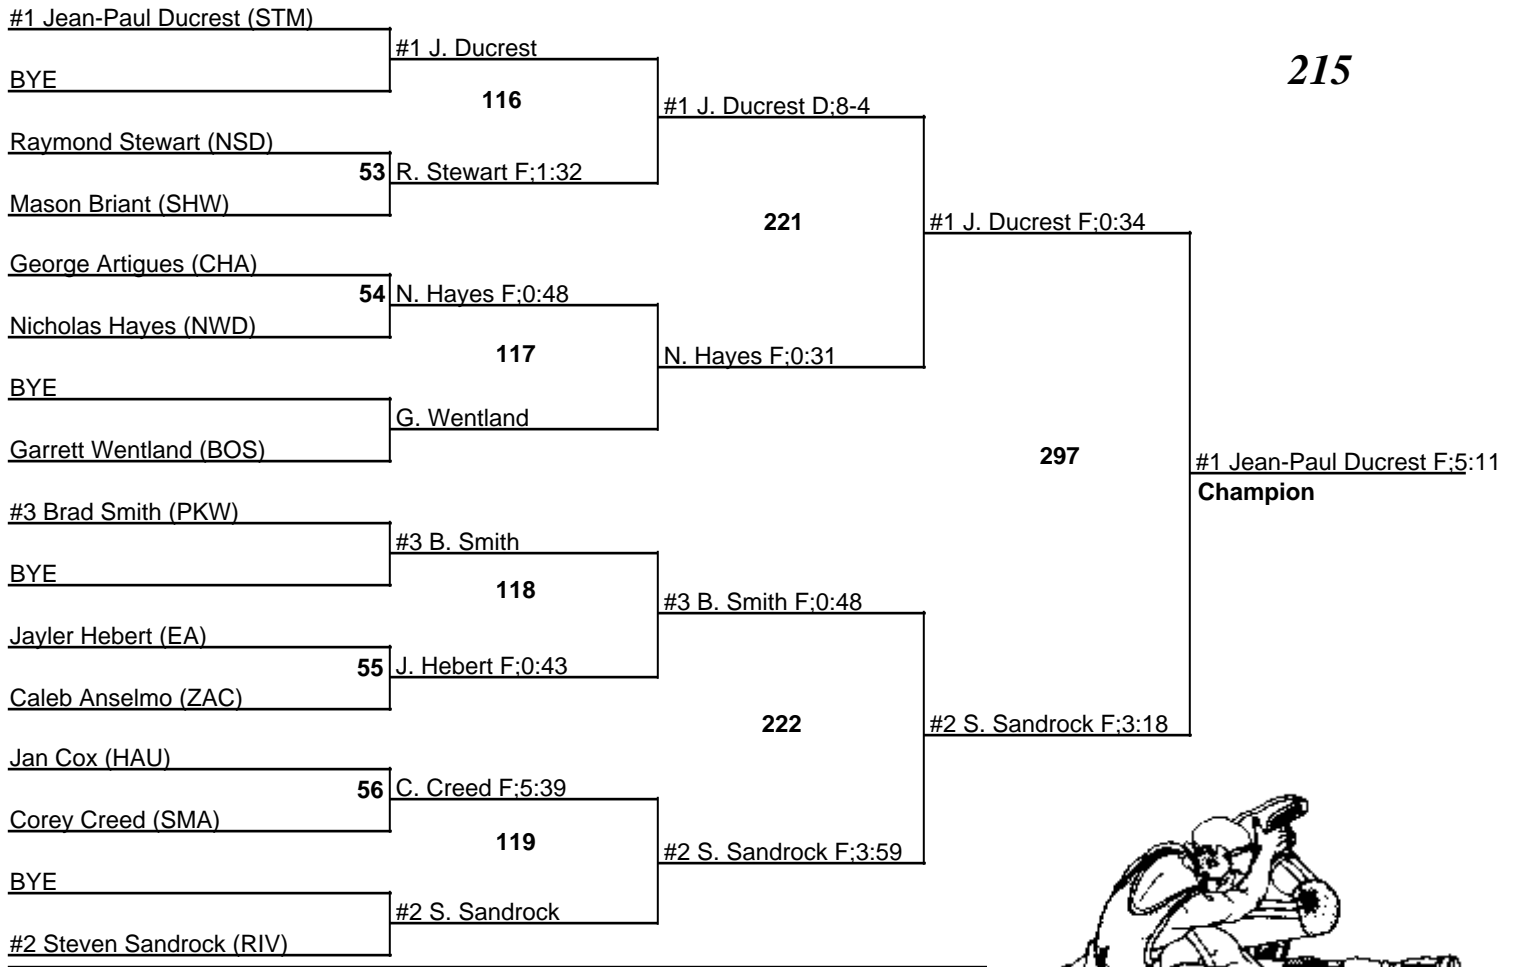 #1 Jean-Paul Ducrest (STM)
BYE
Raymond Stewart (NSD)
Mason Briant (SHW)
George Artigues (CHA)
Nicholas Hayes (NWD)
BYE
Garrett Wentland (BOS)
#3 Brad Smith (PKW)
BYE
Jayler Hebert (EA)
Caleb Anselmo (ZAC)
Jan Cox (HAU)
Corey Creed (SMA)
BYE
#2 Steven Sandrock (RIV)
#1 J. Ducrest
116
53 R. Stewart F;1:32
54 N. Hayes F;0:48
117
G. Wentland
#3 B. Smith
118
55 J. Hebert F;0:43
56 C. Creed F;5:39
119
#2 S. Sandrock
#1 J. Ducrest D;8-4
221
N. Hayes F;0:31
#3 B. Smith F;0:48
222
#2 S. Sandrock F;3:59
#1 J. Ducrest F;0:34
297
#2 S. Sandrock F;3:18
215
#1 Jean-Paul Ducrest F;5:11
Champion